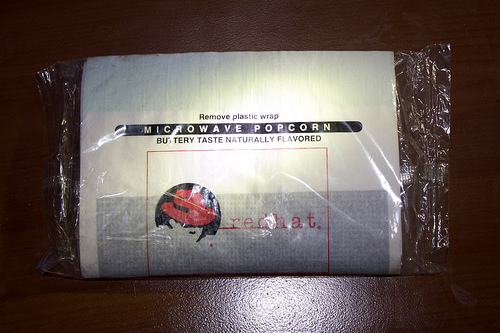 Remove plastic wrap
MICROWAVE POPCORN
BUTTERY TASTE NATURALLY FLAVORED
redhat.